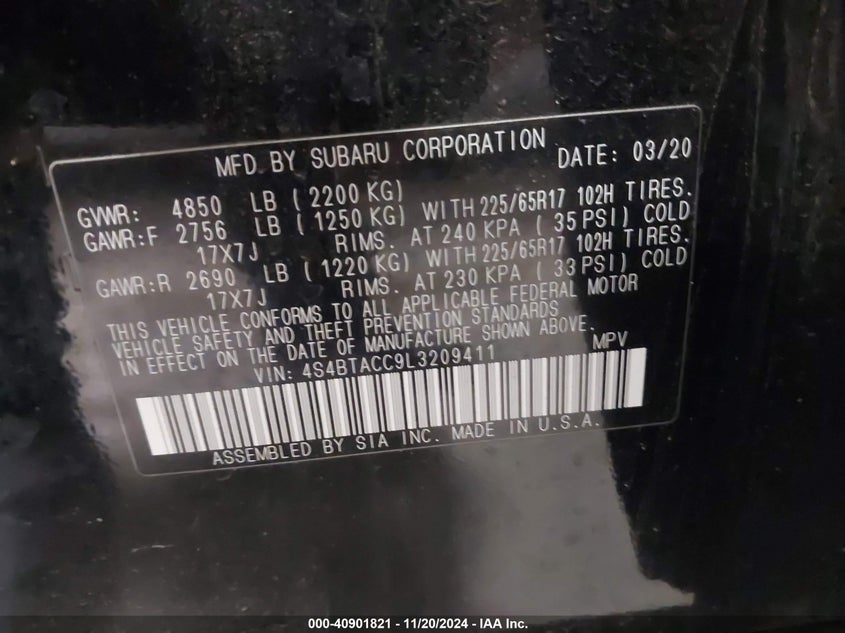 MFD. BY SUBARU CORPORATION DATE: 03/20
GVWR: 4850 LB ( 2200 KG)
GAWR:F 2756 LB ( 1250 KG) WITH 225/65R17 102H TIRES.
17X7J RIMS. AT 240 KPA ( 35 PSI) COLD
GAWR:R 2690 LB ( 1220 KG) WITH 225/65R17 102H TIRES.
17X7J RIMS. AT 230 KPA ( 33 PSI) COLD
THIS VEHICLE CONFORMS TO ALL APPLICABLE FEDERAL MOTOR
VEHICLE SAFETY AND THEFT PREVENTION STANDARDS
IN EFFECT ON THE DATE OF MANUFACTURE SHOWN ABOVE.
VIN: 4S4BTACC9L3209411 MPV
ASSEMBLED BY SIA INC. MADE IN U.S.A.
000-40901821 - 11/20/2024 - IAA Inc.